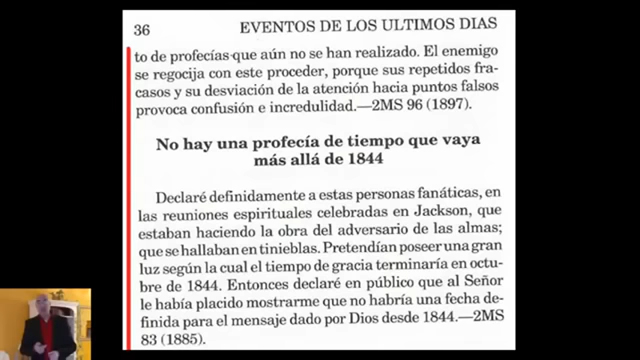 36 EVENTOS DE LOS ULTIMOS DIAS
to de profecías que aún no se han realizado. El enemigo
se regocija con este proceder, porque sus repetidos fra-
casos y su desviación de la atención hacia puntos falsos
provoca confusión e incredulidad.—2MS 96 (1897).
No hay una profecía de tiempo que vaya
más allá de 1844
Declaré definidamente a estas personas fanáticas, en
las reuniones espirituales celebradas en Jackson, que
estaban haciendo la obra del adversario de las almas;
que se hallaban en tinieblas. Pretendían poseer una gran
luz según la cual el tiempo de gracia terminaría en octu-
bre de 1844. Entonces declaré en público que al Señor
le había placido mostrarme que no habría una fecha de-
finida para el mensaje dado por Dios desde 1844.—2MS
83 (1885).